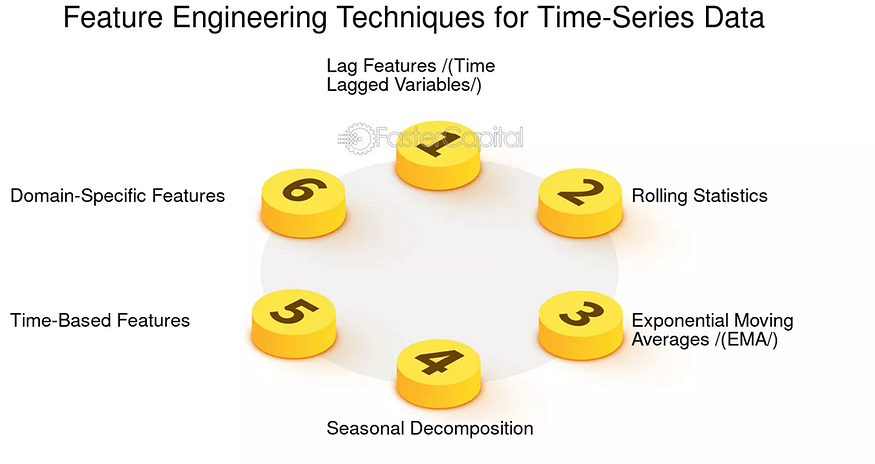 Feature Engineering Techniques for Time-Series Data
Lag Features /(Time
Lagged Variables/)
FasterCapital
1
6
2
Domain-Specific Features
Rolling Statistics
5
3
Time-Based Features
Exponential Moving
Averages /(EMA/)
4
Seasonal Decomposition